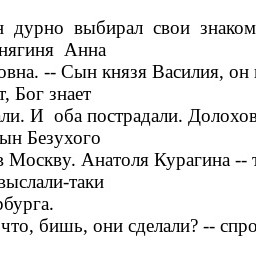 дурно выбирал свои знаком
нягиня Анна
овна. -- Сын князя Василия, он
т, Бог знает
ли. И оба пострадали. Долохов
ын Безухого
в Москву. Анатоля Курагина --
выслали-таки
рбурга.
что, бишь, они сделали? -- спро